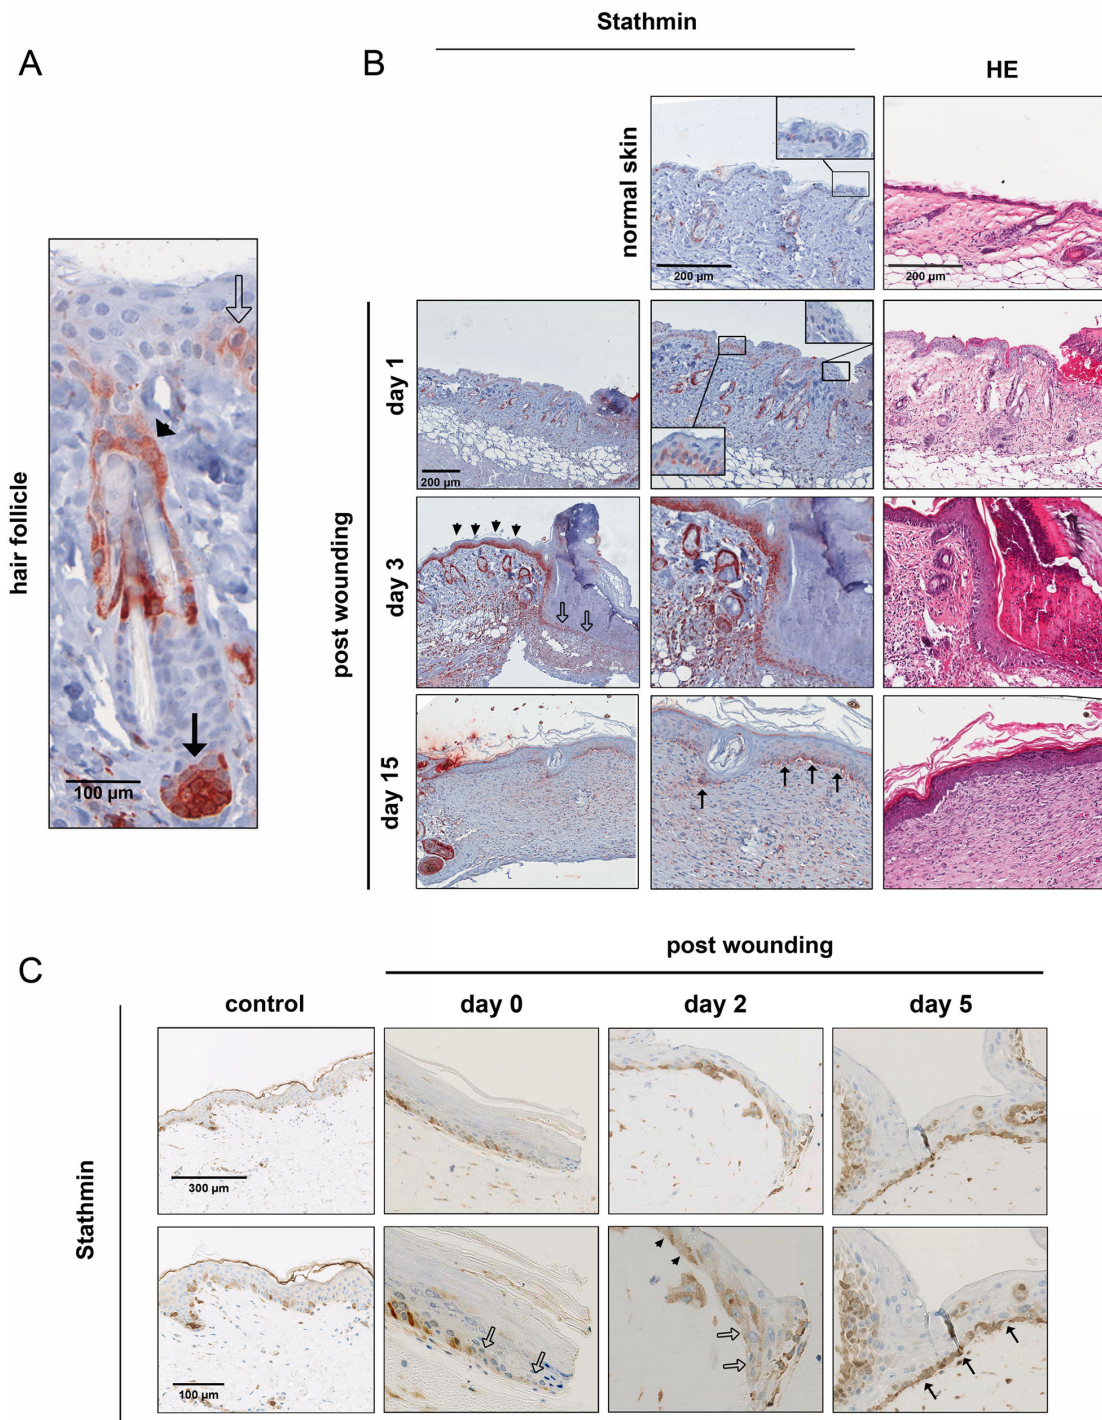 Stathmin
A
B
HE
normal skin
200 µm
200 µm
hair follicle
100 µm
post wounding
day 1
200 µm
day 3
day 15
C
post wounding
control
day 0
day 2
day 5
Stathmin
300 µm
100 µm